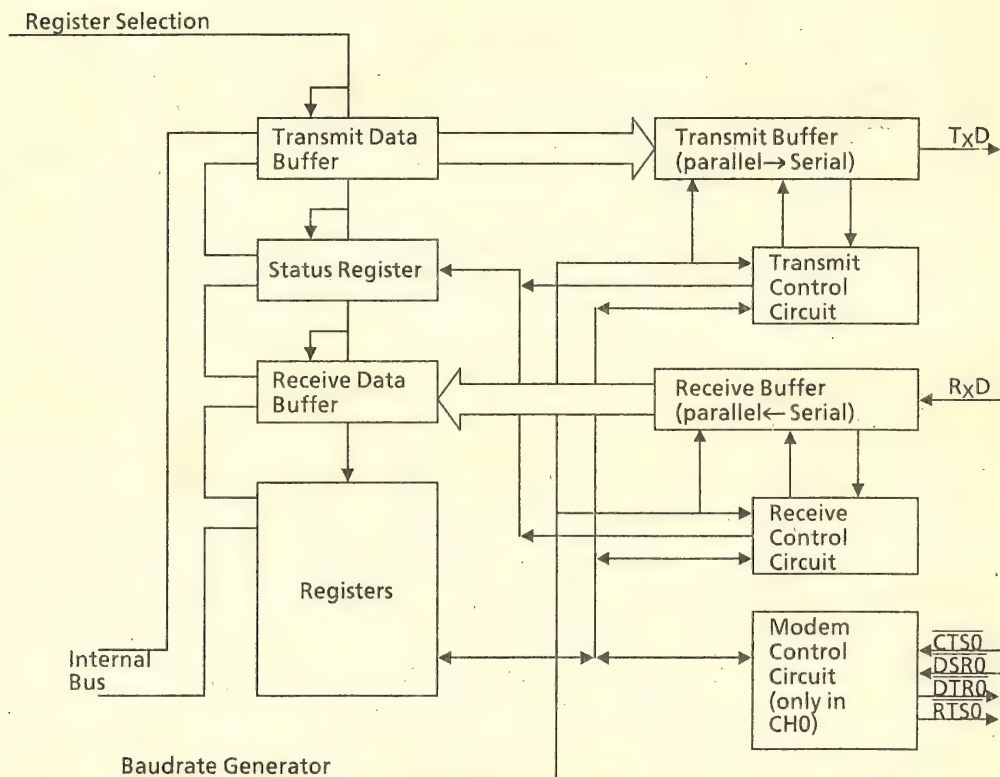 Register Selection
Transmit Data
Buffer
Transmit Buffer
(parallel→Serial)
TXD
Status Register
Transmit
Control
Circuit
Receive Data
Buffer
Receive Buffer
(parallel←Serial)
RXD
Receive
Control
Circuit
Registers
Modem
Control
Circuit
(only in
CH0)
CTS0
DSR0
DTR0
RTS0
Internal
Bus
Baudrate Generator